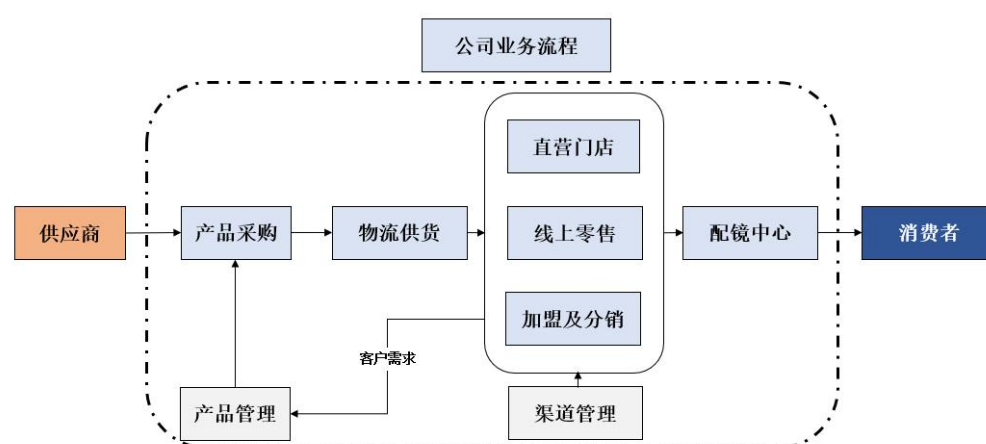 公司业务流程
直营门店
供应商
产品采购
物流供货
线上零售
配镜中心
消费者
加盟及分销
客户需求
产品管理
渠道管理